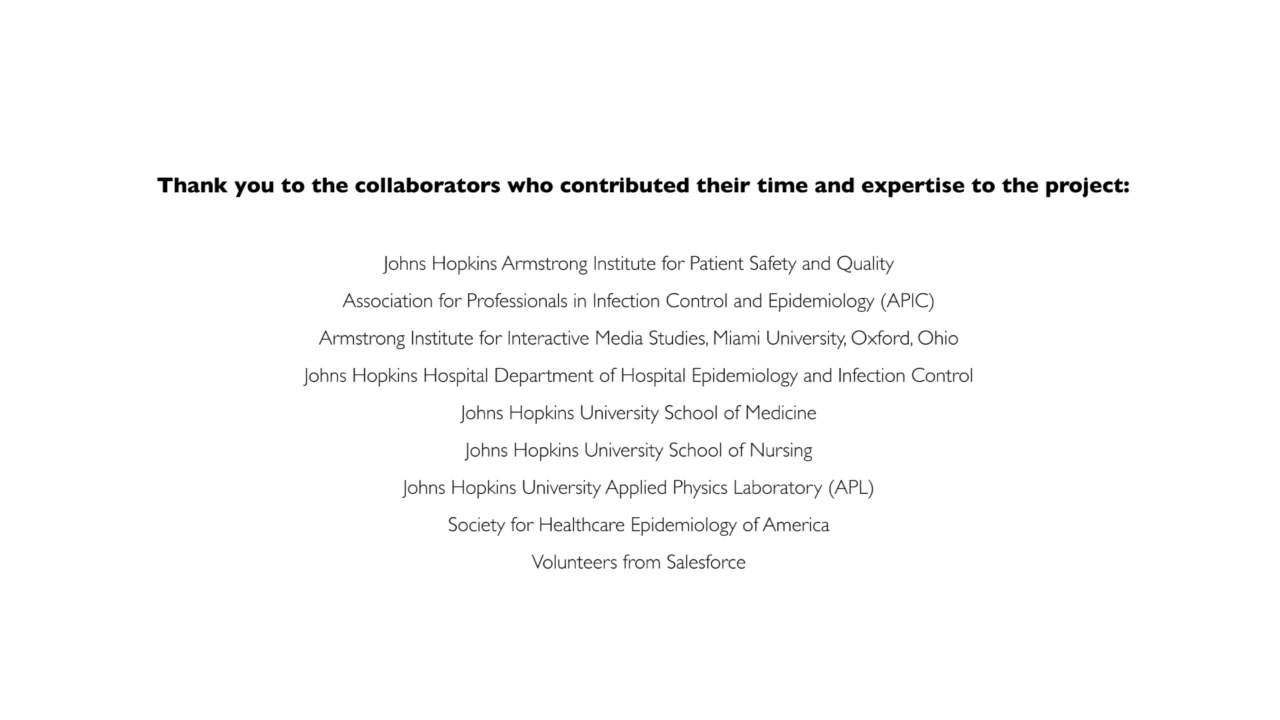 Thank you to the collaborators who contributed their time and expertise to the project:
Johns Hopkins Armstrong Institute for Patient Safety and Quality
Association for Professionals in Infection Control and Epidemiology (APIC)
Armstrong Institute for Interactive Media Studies, Miami University, Oxford, Ohio
Johns Hopkins Hospital Department of Hospital Epidemiology and Infection Control
Johns Hopkins University School of Medicine
Johns Hopkins University School of Nursing
Johns Hopkins University Applied Physics Laboratory (APL)
Society for Healthcare Epidemiology of America
Volunteers from Salesforce